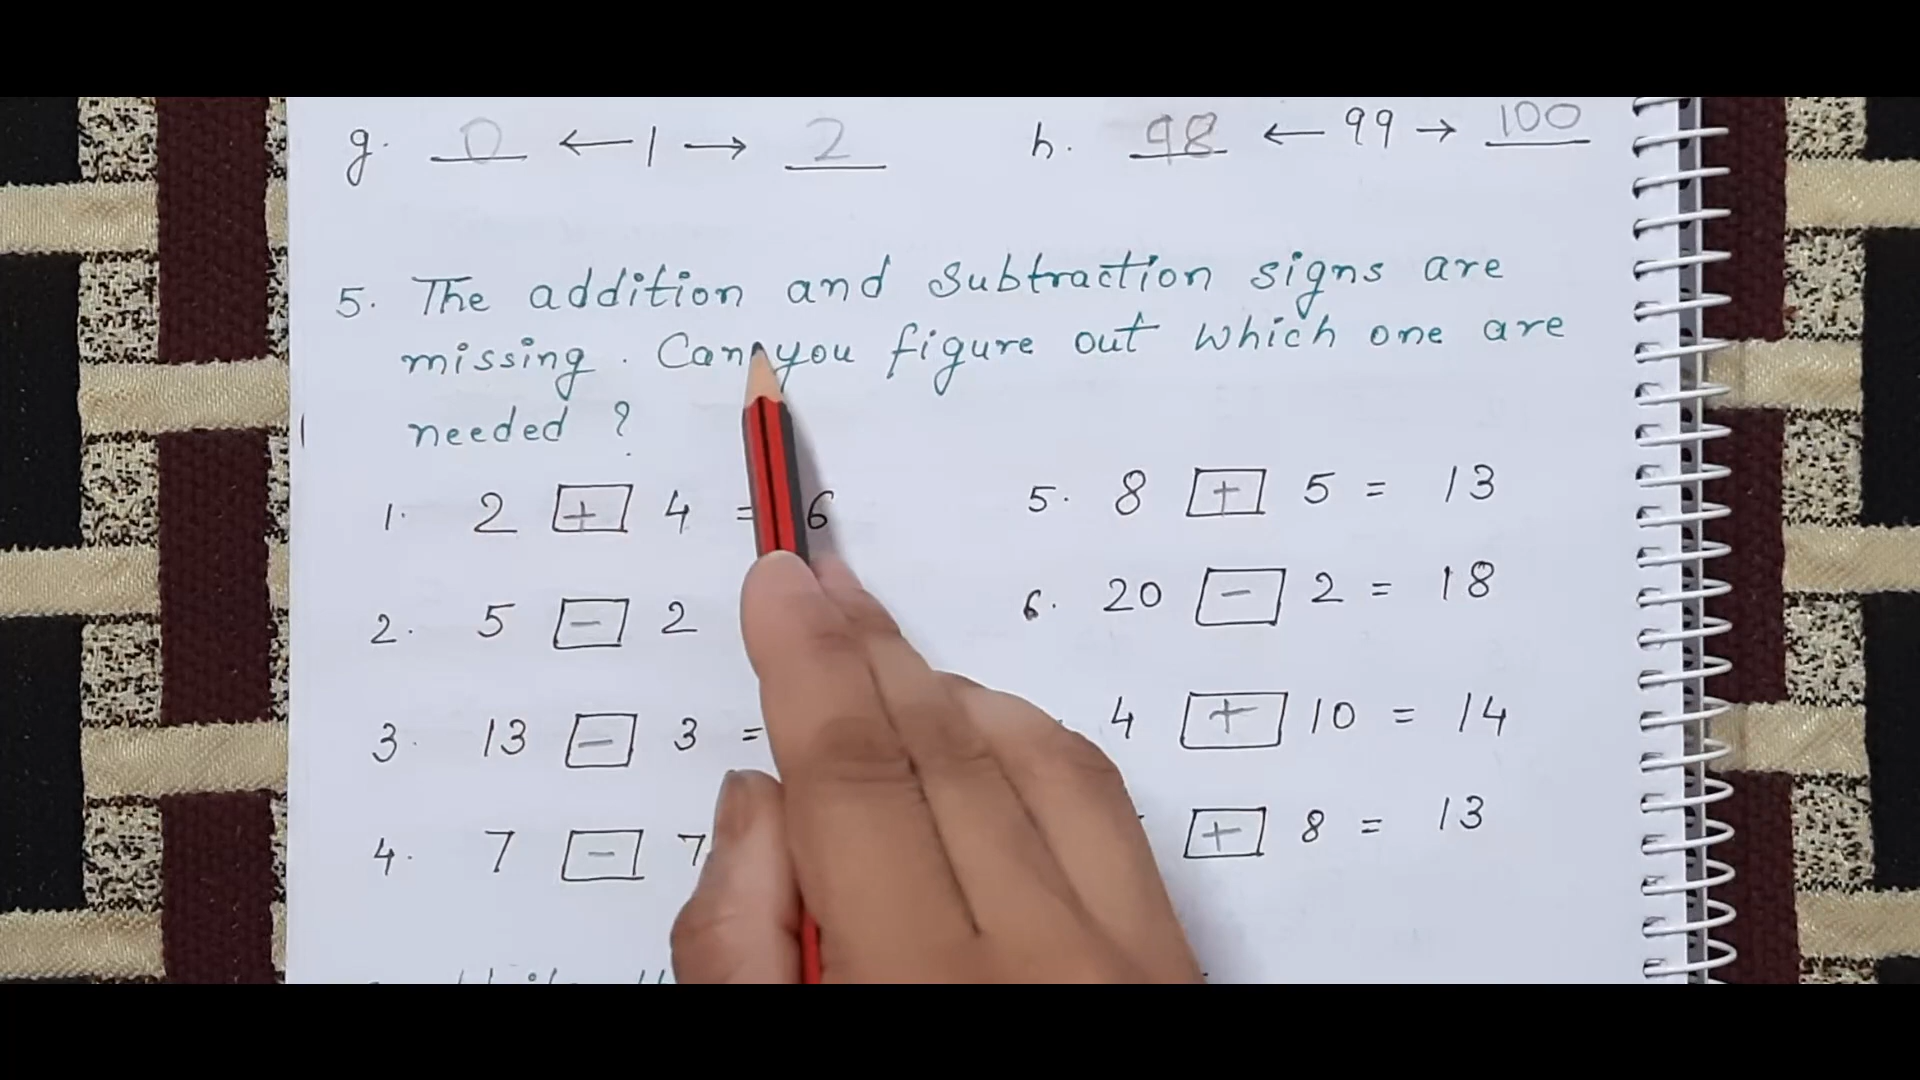 g. 0 ← 1 → 2 h. 98 ← 99 → 100
5. The addition and subtraction signs are
missing. Can you figure out which one are
needed ?
1. 2 + 4 = 6 5. 8 + 5 = 13
2. 5 - 2 6. 20 - 2 = 18
3. 13 - 3 = 4 + 10 = 14
4. 7 - 7 + 8 = 13